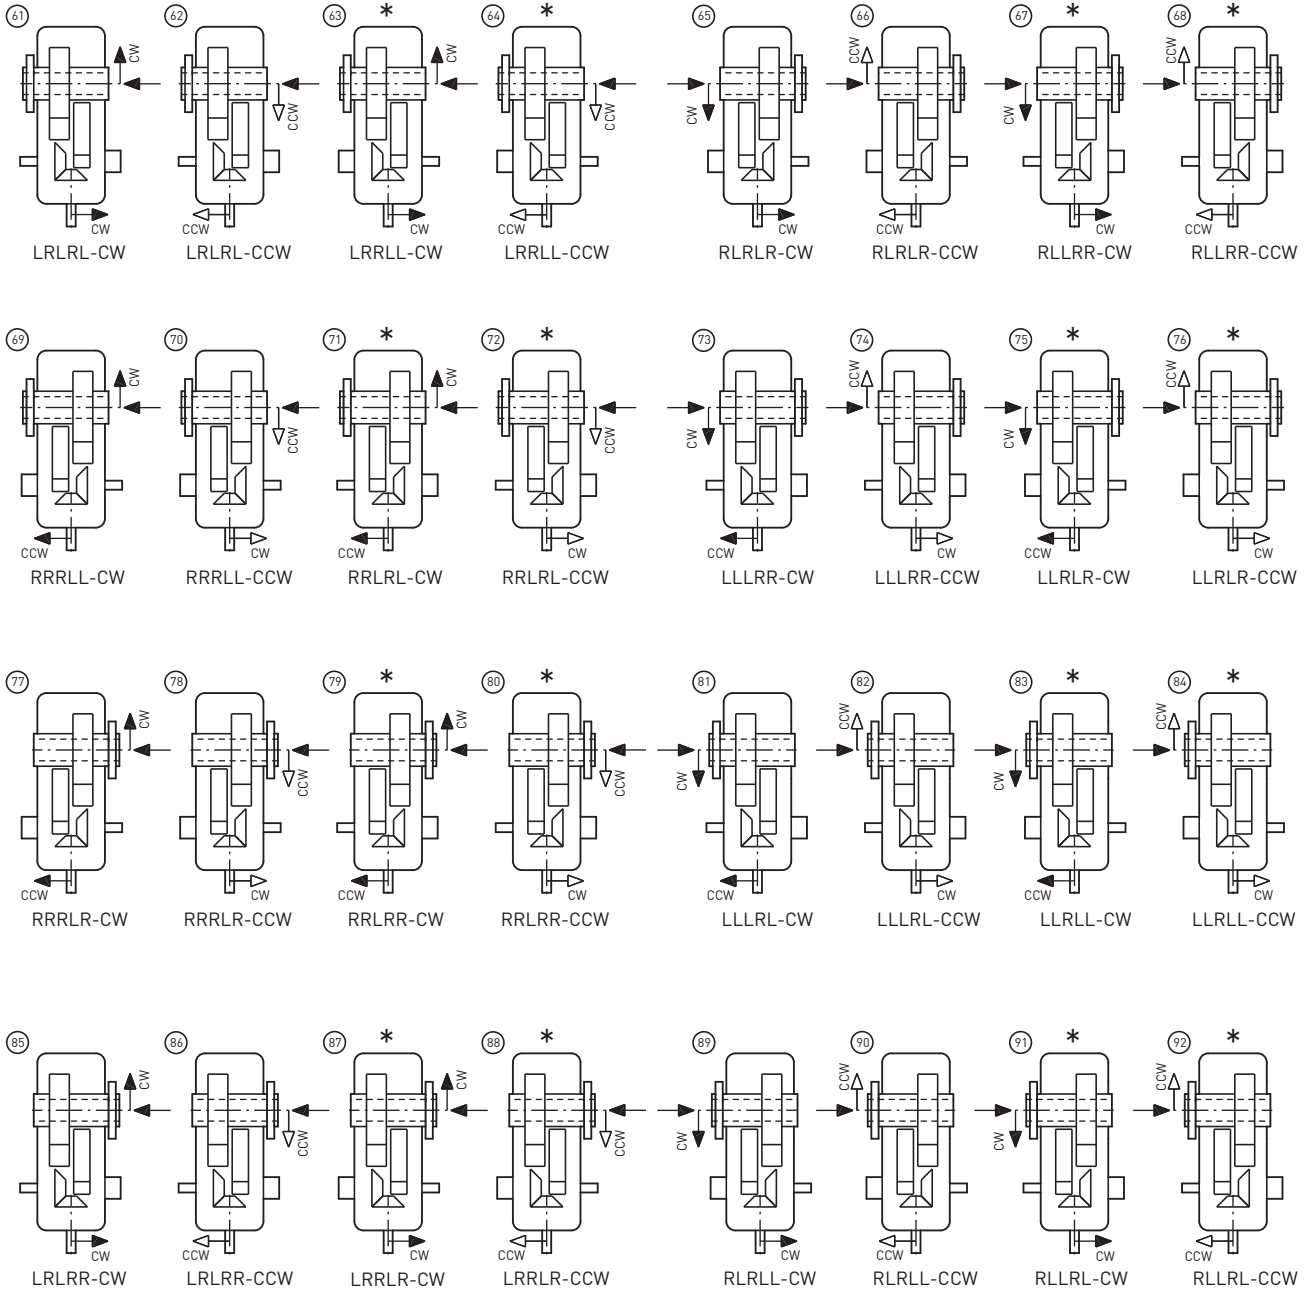 61 62 63 * 64 * 65 66 67 * 68 *
CW CCW CW CCW CW CCW CW CCW
CW CCW CW CCW CW CCW CW CCW
LRLRL-CW LRLRL-CCW LRRLL-CW LRRLL-CCW RLRLR-CW RLRLR-CCW RLLRR-CW RLLRR-CCW
69 70 71 * 72 * 73 74 75 * 76 *
CW CCW CW CCW CW CCW CW CCW
CCW CW CCW CW CCW CW CCW CW
RRRLL-CW RRRLL-CCW RRLRL-CW RRLRL-CCW LLLRR-CW LLLRR-CCW LLRLR-CW LLRLR-CCW
77 78 79 * 80 * 81 82 83 * 84 *
CW CCW CW CCW CW CCW CW CCW
CCW CW CCW CW CCW CW CCW CW
RRRLR-CW RRRLR-CCW RRLRR-CW RRLRR-CCW LLLRL-CW LLLRL-CCW LLRLL-CW LLRLL-CCW
85 86 87 * 88 * 89 90 91 * 92 *
CW CCW CW CCW CW CCW CW CCW
CW CCW CW CCW CW CCW CW CCW
LRLRR-CW LRLRR-CCW LRRLR-CW LRRLR-CCW RLRLL-CW RLRLL-CCW RLLRL-CW RLLRL-CCW